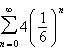 ∞
∑ 4(1/6)^n
n=0